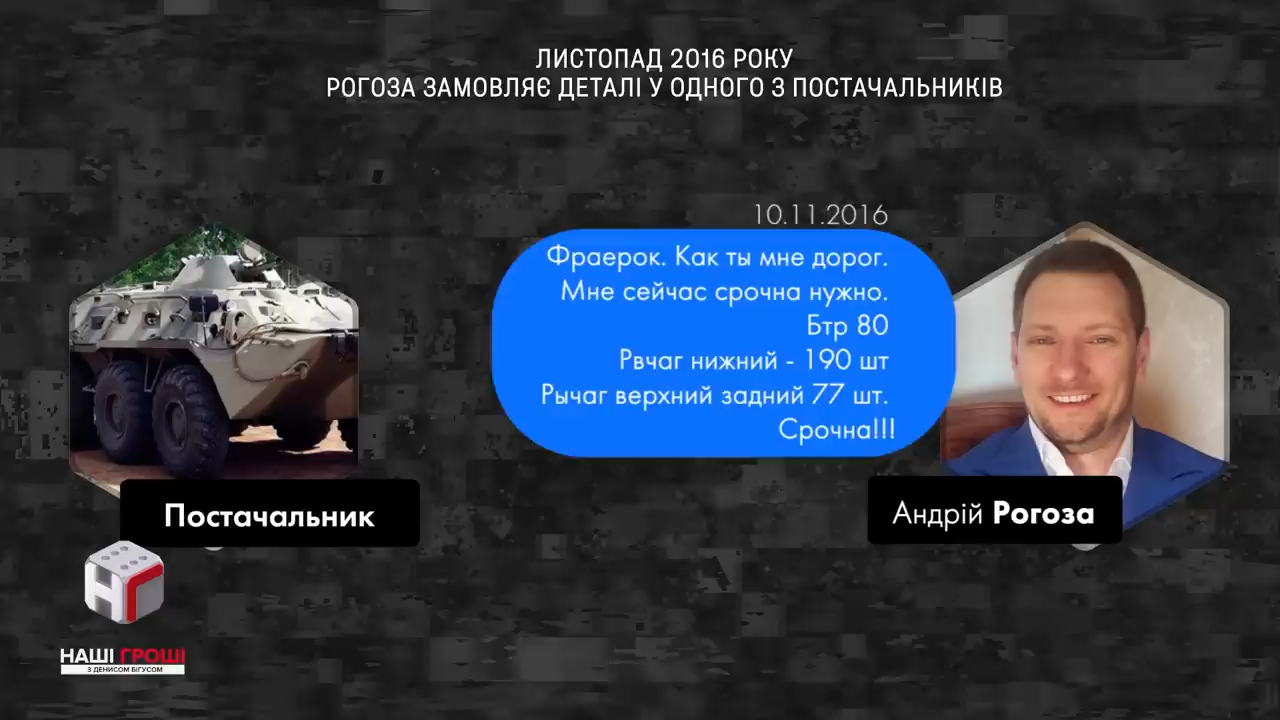 ЛИСТОПАД 2016 РОКУ
РОГОЗА ЗАМОВЛЯЄ ДЕТАЛІ У ОДНОГО З ПОСТАЧАЛЬНИКІВ
10.11.2016
Фраерок. Как ты мне дорог.
Мне сейчас срочна нужно.
Бтр 80
Рвчаг нижний - 190 шт
Рычаг верхний задний 77 шт.
Срочна!!!
Постачальник
Андрій Рогоза
НАШІ ГРОШІ
З ДЕНИСОМ БІГУСОМ